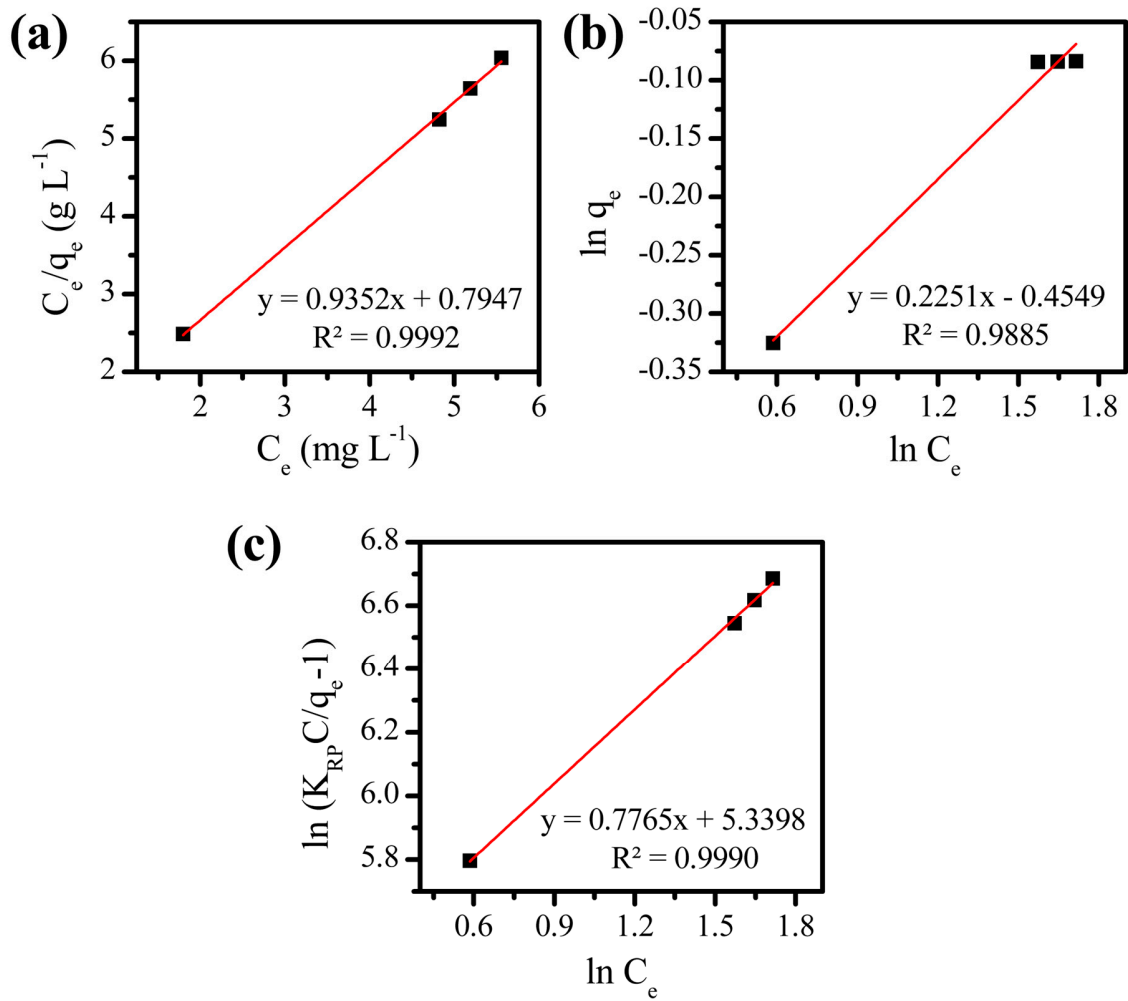 (a)
6
5
4
3
2
C_e/q_e (g L⁻¹)
y = 0.9352x + 0.7947
R² = 0.9992
2 3 4 5 6
C_e (mg L⁻¹)
(b)
-0.05
-0.10
-0.15
-0.20
-0.25
-0.30
-0.35
ln q_e
y = 0.2251x - 0.4549
R² = 0.9885
0.6 0.9 1.2 1.5 1.8
ln C_e
(c)
6.8
6.6
6.4
6.2
6.0
5.8
ln (K_RP C/q_e-1)
y = 0.7765x + 5.3398
R² = 0.9990
0.6 0.9 1.2 1.5 1.8
ln C_e